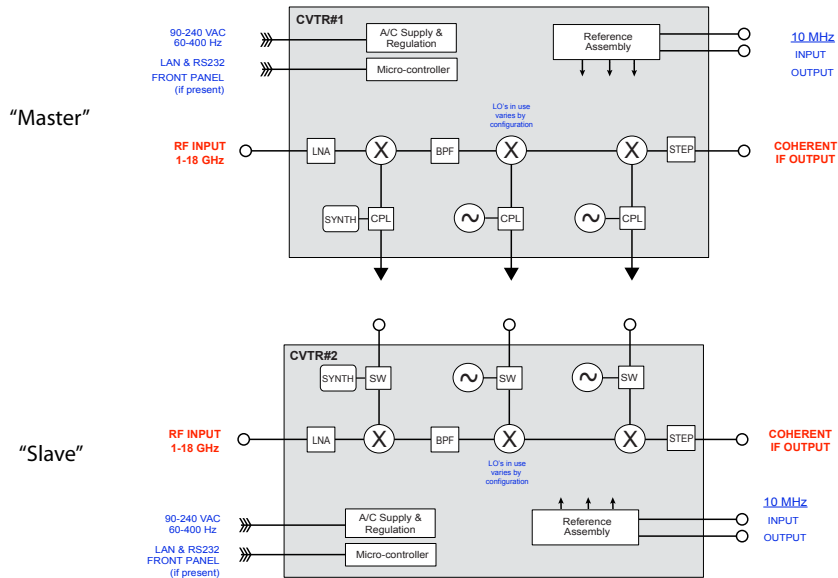 CVTR#1
90-240 VAC
60-400 Hz
A/C Supply &
Regulation
LAN & RS232
FRONT PANEL
(if present)
Micro-controller
Reference
Assembly
10 MHz
INPUT
OUTPUT
“Master”
LO's in use
varies by
configuration
RF INPUT
1-18 GHz
LNA
X
BPF
X
X
STEP
COHERENT
IF OUTPUT
SYNTH
CPL
CPL
CPL
CVTR#2
SYNTH
SW
SW
SW
“Slave”
RF INPUT
1-18 GHz
LNA
X
BPF
X
X
STEP
COHERENT
IF OUTPUT
LO's in use
varies by
configuration
90-240 VAC
60-400 Hz
A/C Supply &
Regulation
LAN & RS232
FRONT PANEL
(if present)
Micro-controller
Reference
Assembly
10 MHz
INPUT
OUTPUT